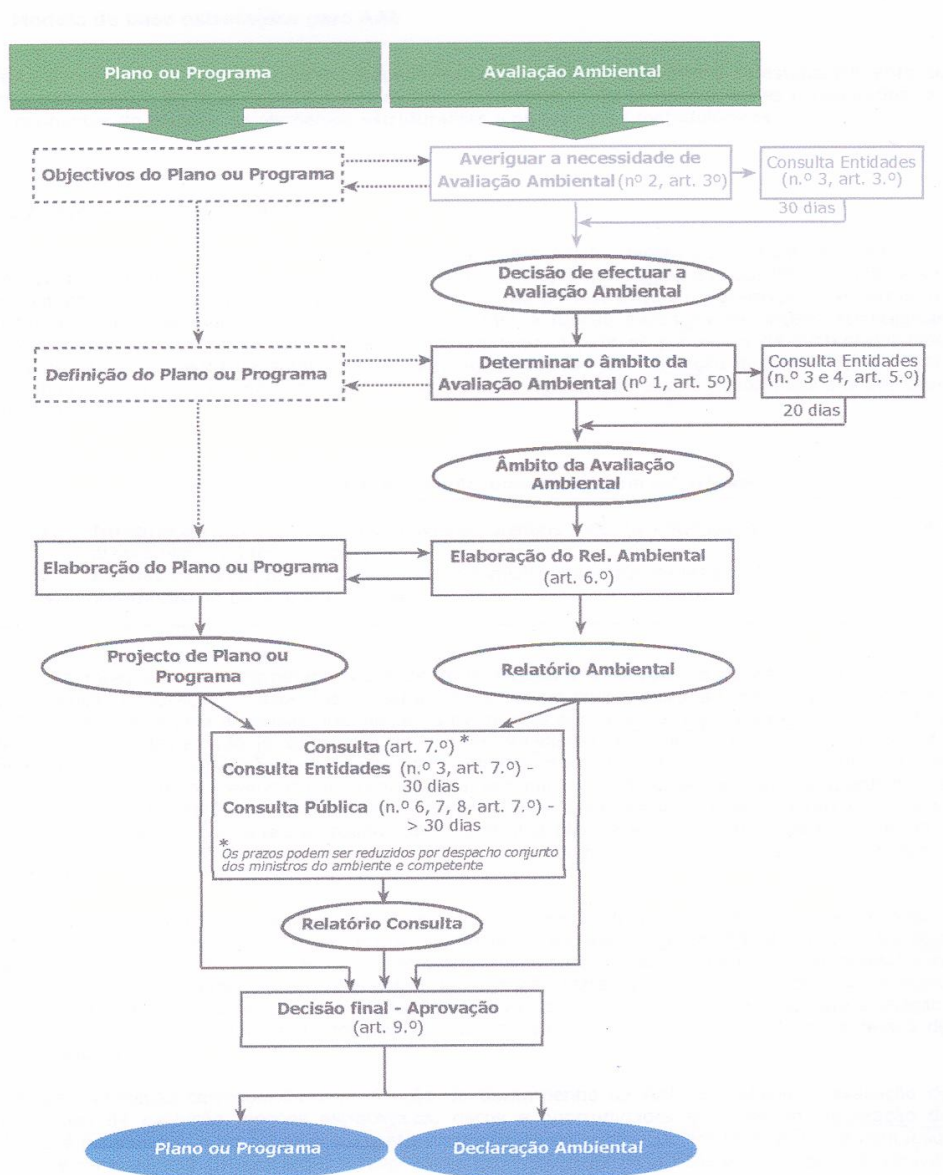 Plano ou Programa
Avaliação Ambiental
Objectivos do Plano ou Programa
Averiguar a necessidade de
Avaliação Ambiental (nº 2, art. 3º)
Consulta Entidades
(n.º 3, art. 3.º)
30 dias
Decisão de efectuar a
Avaliação Ambiental
Definição do Plano ou Programa
Determinar o âmbito da
Avaliação Ambiental (nº 1, art. 5º)
Consulta Entidades
(n.º 3 e 4, art. 5.º)
20 dias
Âmbito da Avaliação
Ambiental
Elaboração do Plano ou Programa
Elaboração do Rel. Ambiental
(art. 6.º)
Projecto de Plano ou
Programa
Relatório Ambiental
Consulta (art. 7.º) *
Consulta Entidades (n.º 3, art. 7.º) -
30 dias
Consulta Pública (n.º 6, 7, 8, art. 7.º) -
> 30 dias
* Os prazos podem ser reduzidos por despacho conjunto
dos ministros do ambiente e competente
Relatório Consulta
Decisão final - Aprovação
(art. 9.º)
Plano ou Programa
Declaração Ambiental